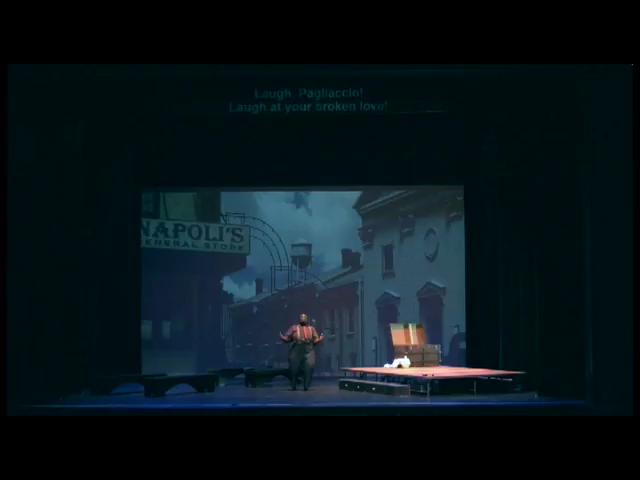 Laugh, Pagliaccio!
Laugh at your broken love!
NAPOLI'S
GENERAL STORE